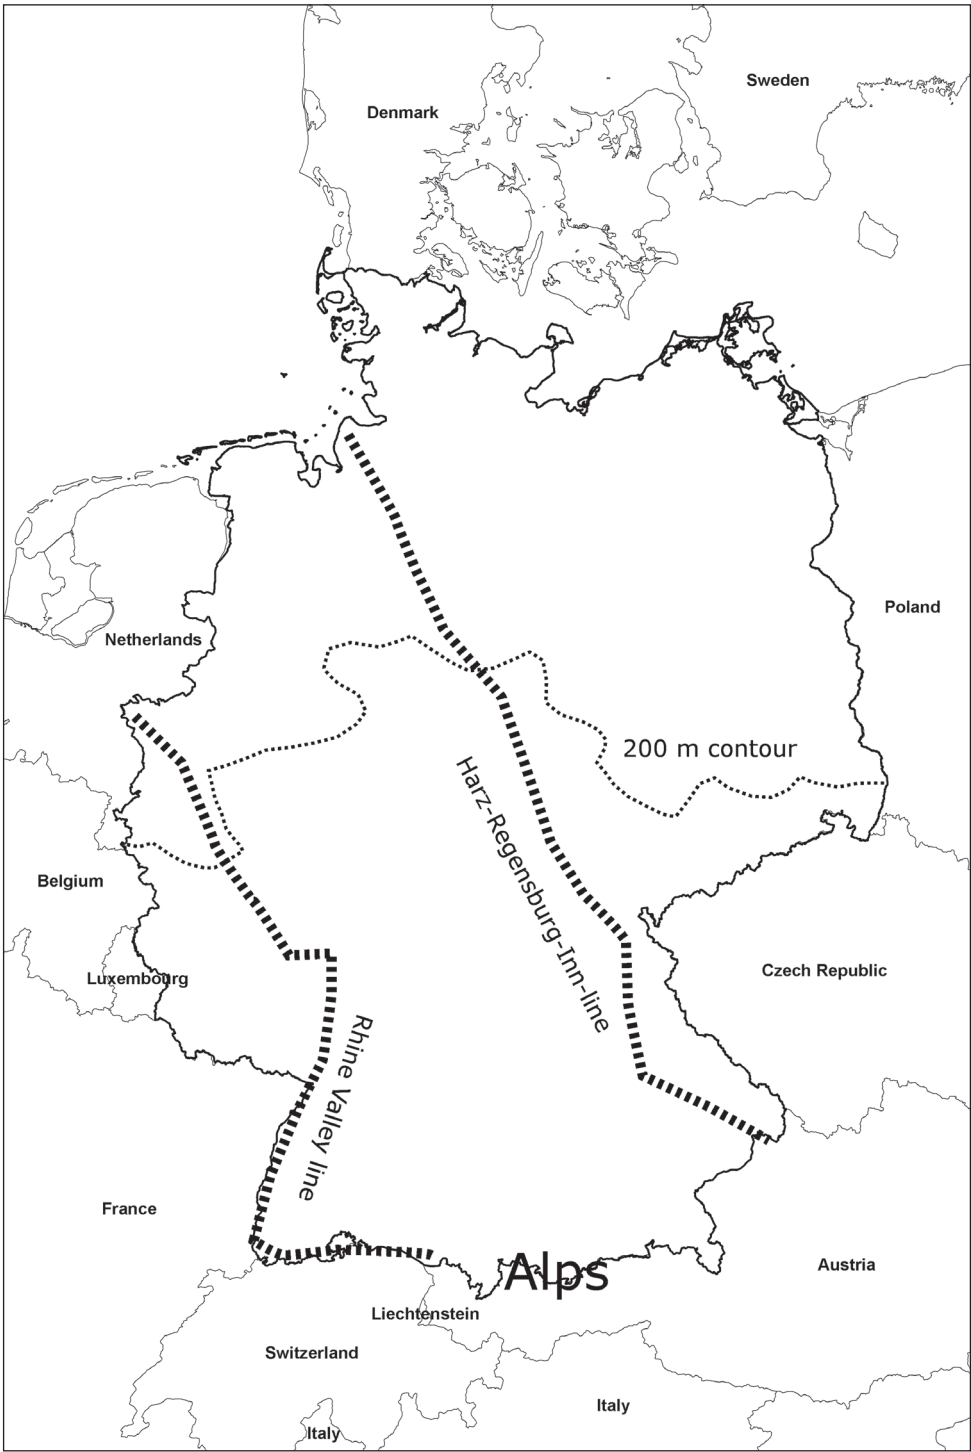 Sweden
Denmark
Poland
Netherlands
200 m contour
Harz-Regensburg-Inn-line
Belgium
Czech Republic
Luxembourg
Rhine Valley line
France
Austria
Alps
Liechtenstein
Switzerland
Italy
Italy